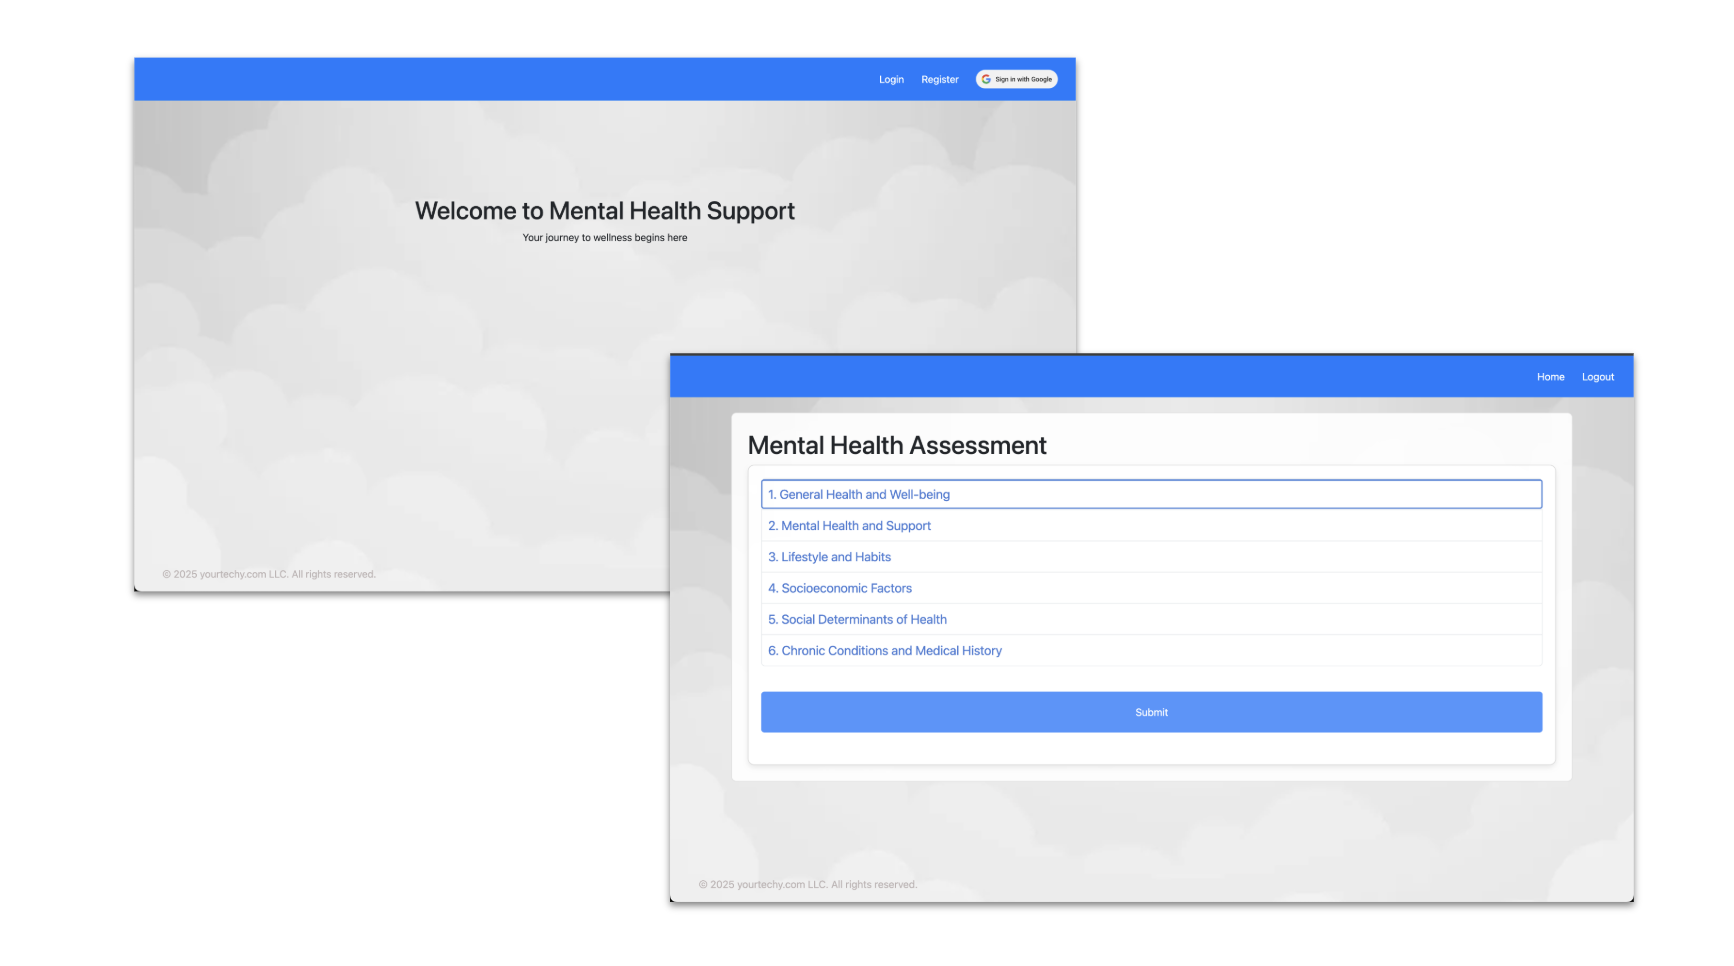 Login Register Sign in with Google
Welcome to Mental Health Support
Your journey to wellness begins here
© 2025 yourtechy.com LLC. All rights reserved.
Home Logout
Mental Health Assessment
1. General Health and Well-being
2. Mental Health and Support
3. Lifestyle and Habits
4. Socioeconomic Factors
5. Social Determinants of Health
6. Chronic Conditions and Medical History
Submit
© 2025 yourtechy.com LLC. All rights reserved.